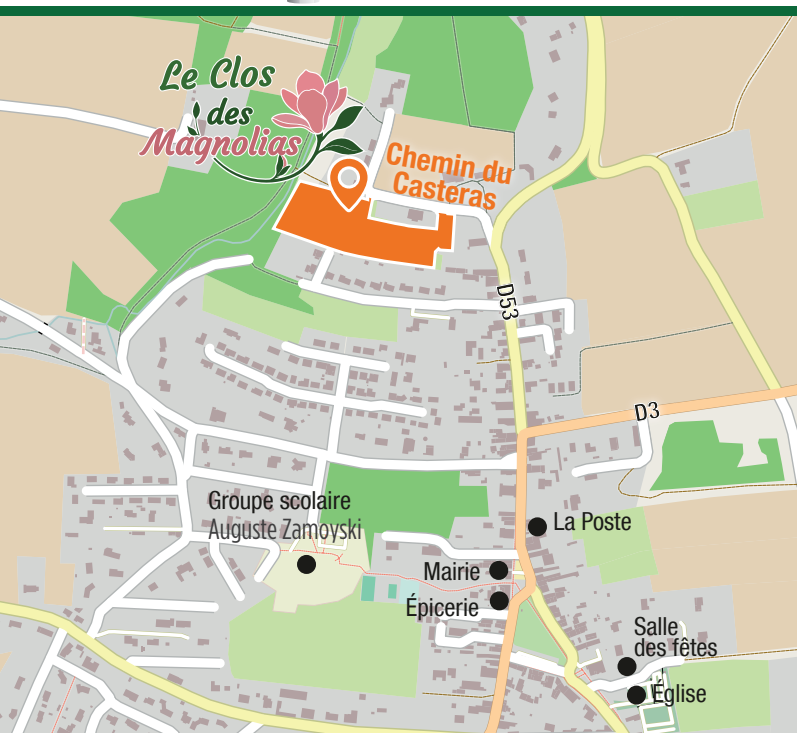 Le Clos
des
Magnolias
Chemin du
Casteras
D53
D3
Groupe scolaire
Auguste Zamoyski
La Poste
Mairie
Épicerie
Salle
des fêtes
Église